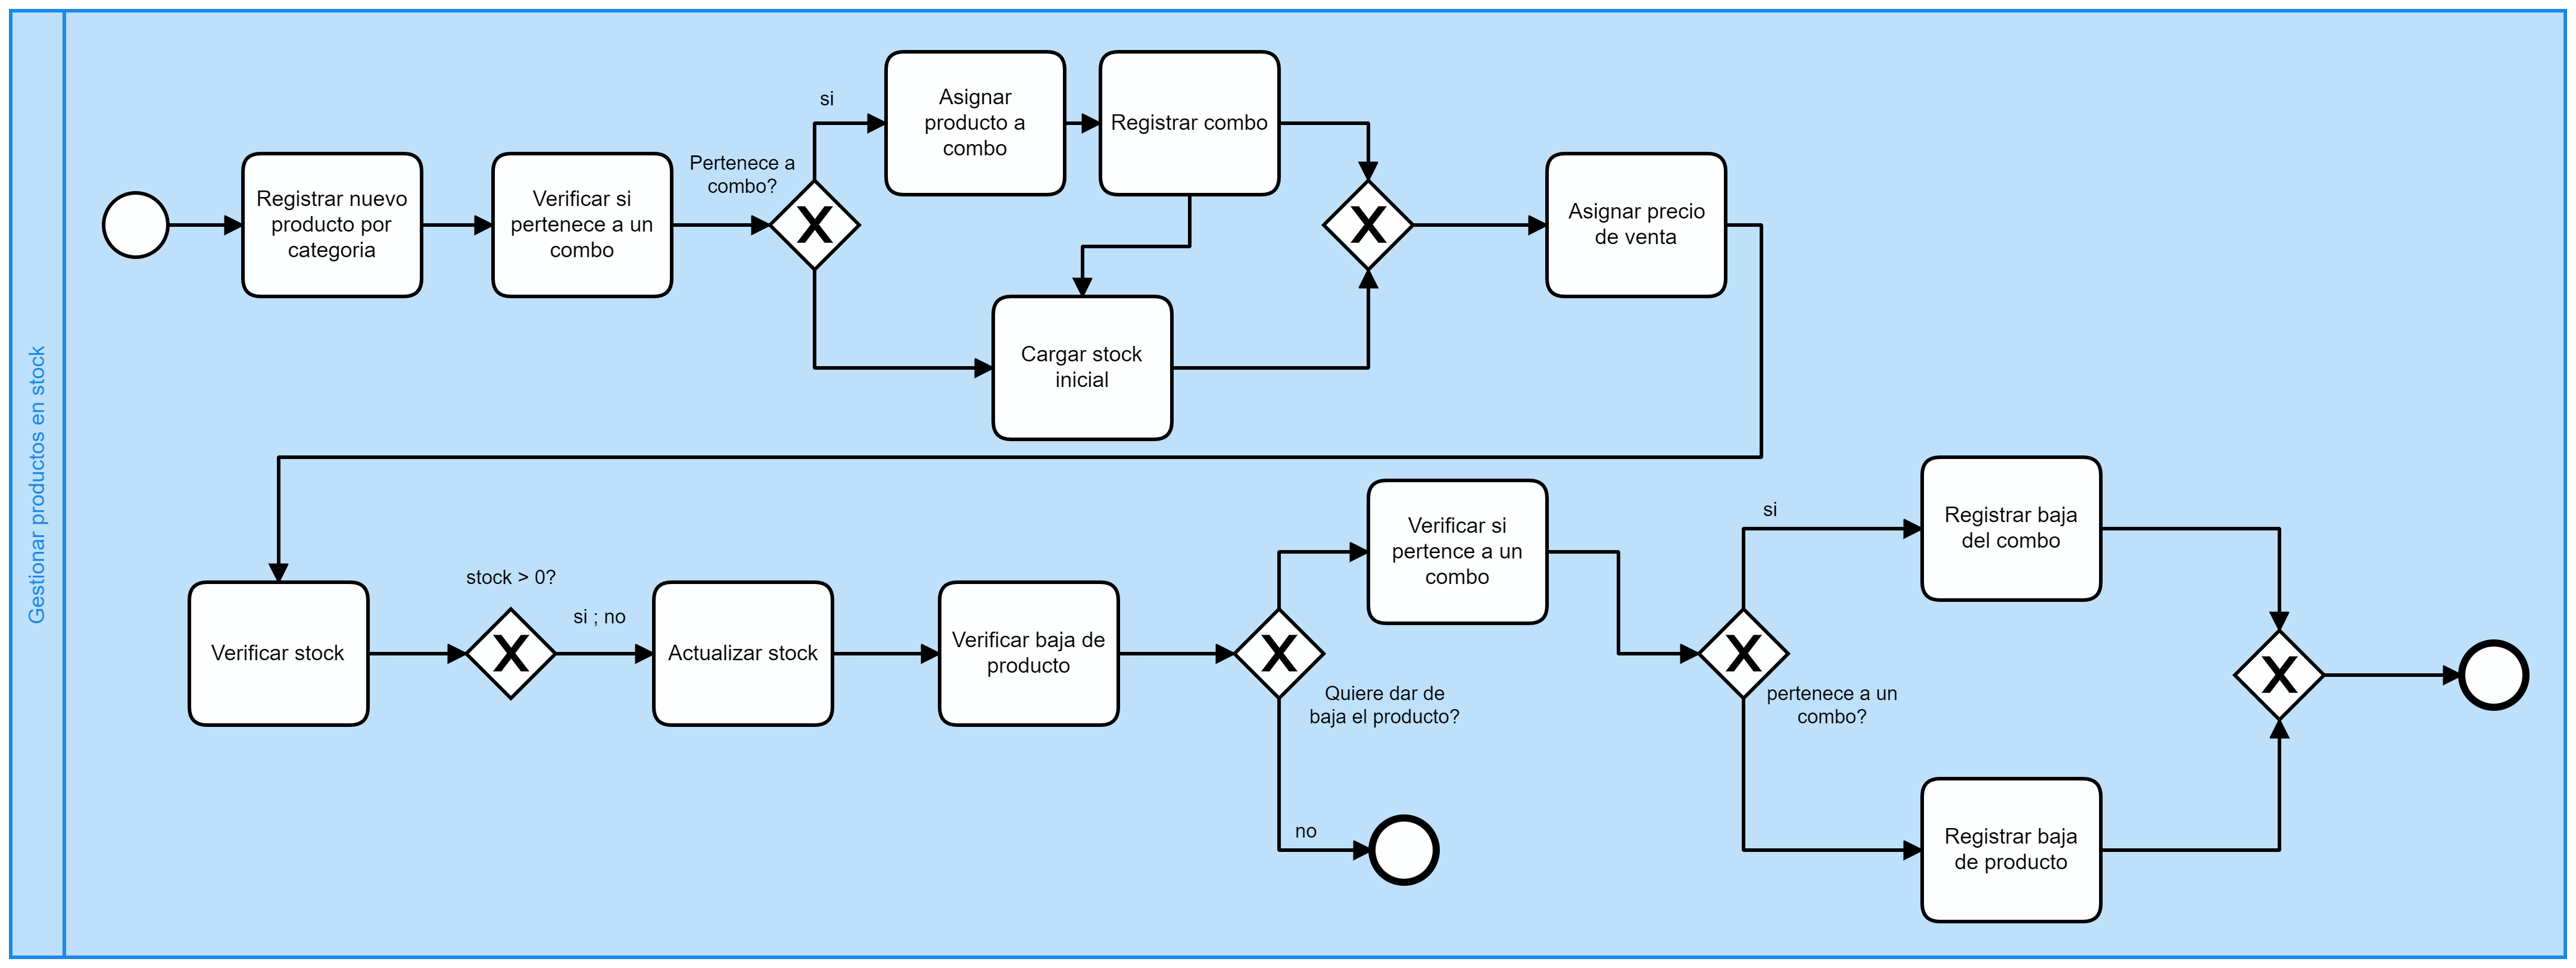 Gestionar productos en stock
Registrar nuevo
producto por
categoria
Verificar si
pertenece a un
combo
Pertenece a
combo?
si
Asignar
producto a
combo
Registrar combo
X
X
Cargar stock
inicial
Asignar precio
de venta
Verificar stock
stock > 0?
X
si ; no
Actualizar stock
Verificar baja de
producto
X
Quiere dar de
baja el producto?
no
Verificar si
pertence a un
combo
X
pertenece a un
combo?
si
Registrar baja
del combo
Registrar baja
de producto
X